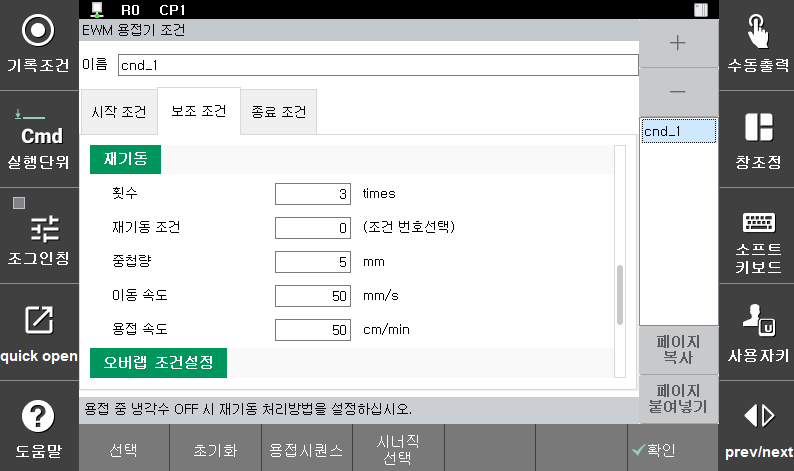 R0 CP1
EWM 용접기 조건
이름 cnd_1
시작 조건 보조 조건 종료 조건
재기동
횟수 3 times
재기동 조건 0 (조건 번호선택)
중첩량 5 mm
이동 속도 50 mm/s
용접 속도 50 cm/min
오버랩 조건설정
용접 중 냉각수 OFF 시 재기동 처리방법을 설정하십시오.
+
−
cnd_1
페이지
복사
페이지
붙여넣기
기록조건
Cmd
실행단위
조그인칭
quick open
도움말
수동출력
창조정
소프트
키보드
U
사용자키
prev/next
선택 초기화 용접시퀀스 시너직
선택 확인